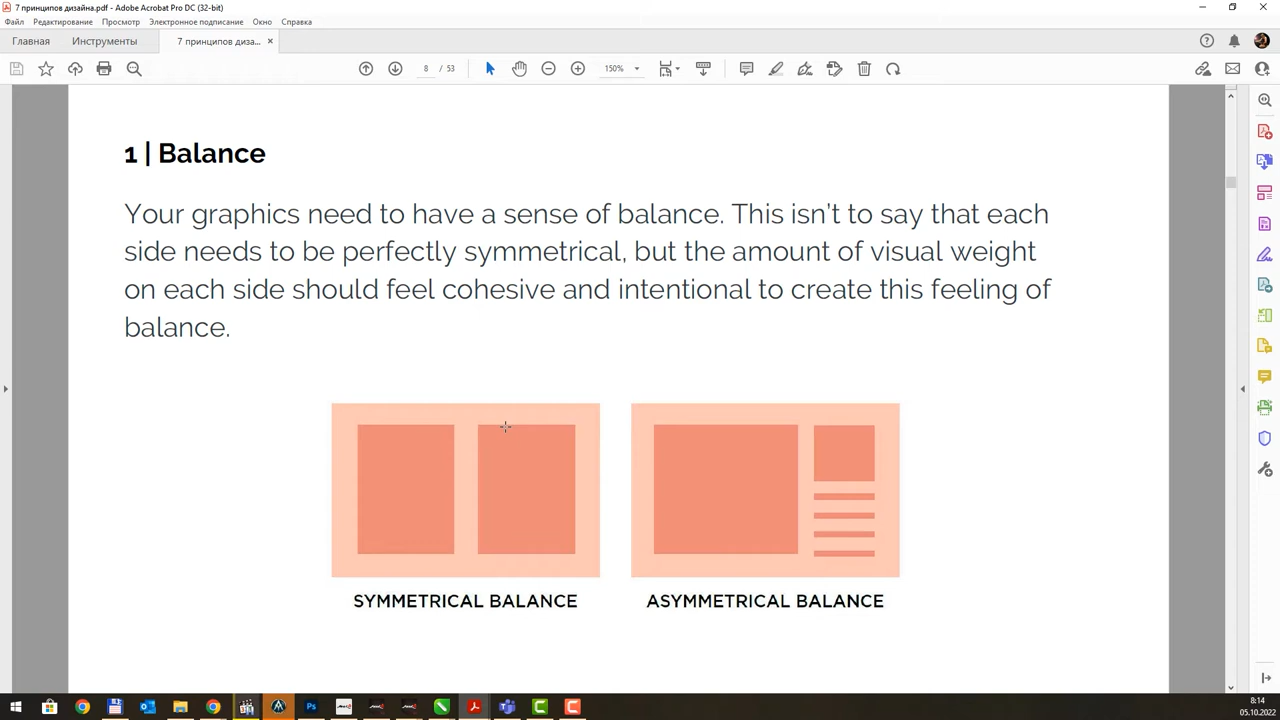 7 принципов дизайна.pdf - Adobe Acrobat Pro DC (32-bit)
Файл Редактирование Просмотр Электронное подписание Окно Справка
Главная Инструменты 7 принципов диза...
8 / 53 150%
1 | Balance
Your graphics need to have a sense of balance. This isn’t to say that each
side needs to be perfectly symmetrical, but the amount of visual weight
on each side should feel cohesive and intentional to create this feeling of
balance.
SYMMETRICAL BALANCE ASYMMETRICAL BALANCE
8:14
05.10.2022